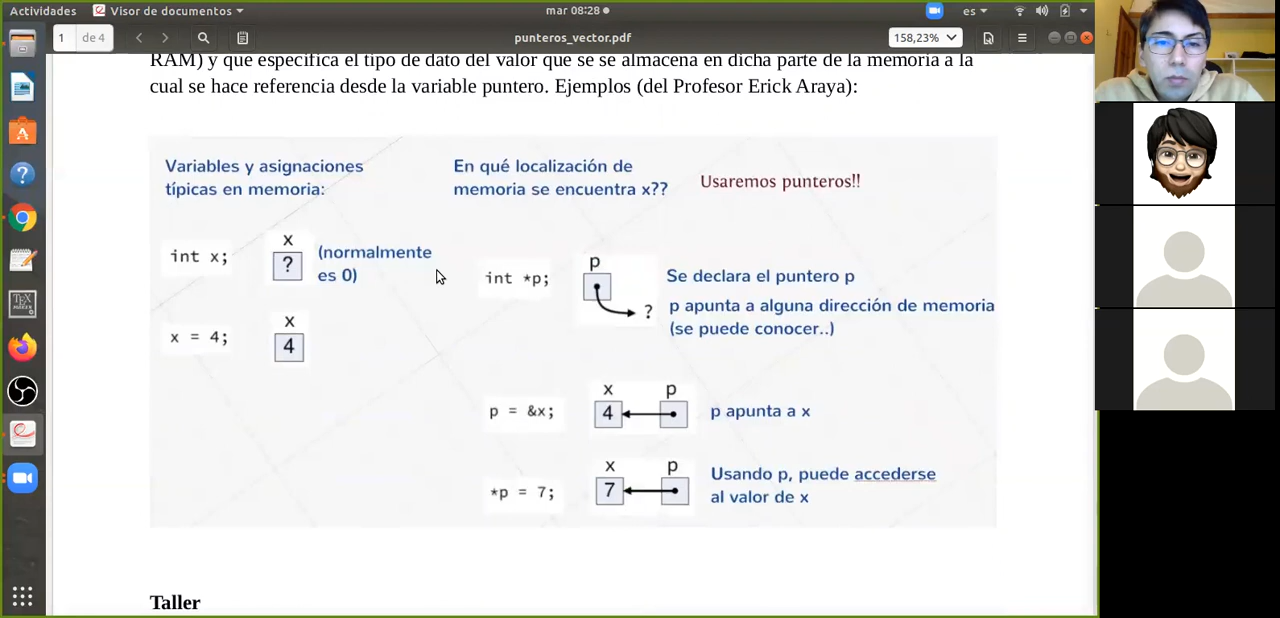 Actividades
Visor de documentos
mar 08:28
es
1
de 4
punteros_vector.pdf
158,23%
RAM) y que especifica el tipo de dato del valor que se se almacena en dicha parte de la memoria a la
cual se hace referencia desde la variable puntero. Ejemplos (del Profesor Erick Araya):
Variables y asignaciones
típicas en memoria:
En qué localización de
memoria se encuentra x??
Usaremos punteros!!
int x;
x
?
(normalmente
es 0)
x = 4;
x
4
int *p;
p
?
Se declara el puntero p
p apunta a alguna dirección de memoria
(se puede conocer..)
p = &x;
x
p
4
p apunta a x
*p = 7;
x
p
7
Usando p, puede accederse
al valor de x
Taller